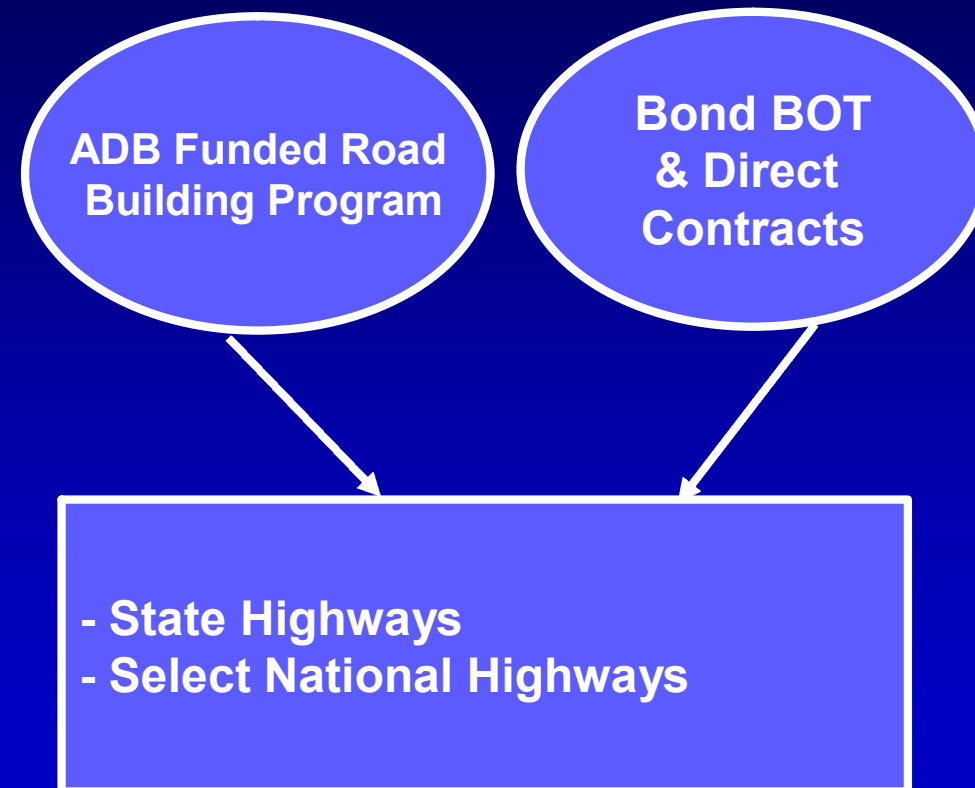 ADB Funded Road
Building Program
Bond BOT
& Direct
Contracts
- State Highways
- Select National Highways